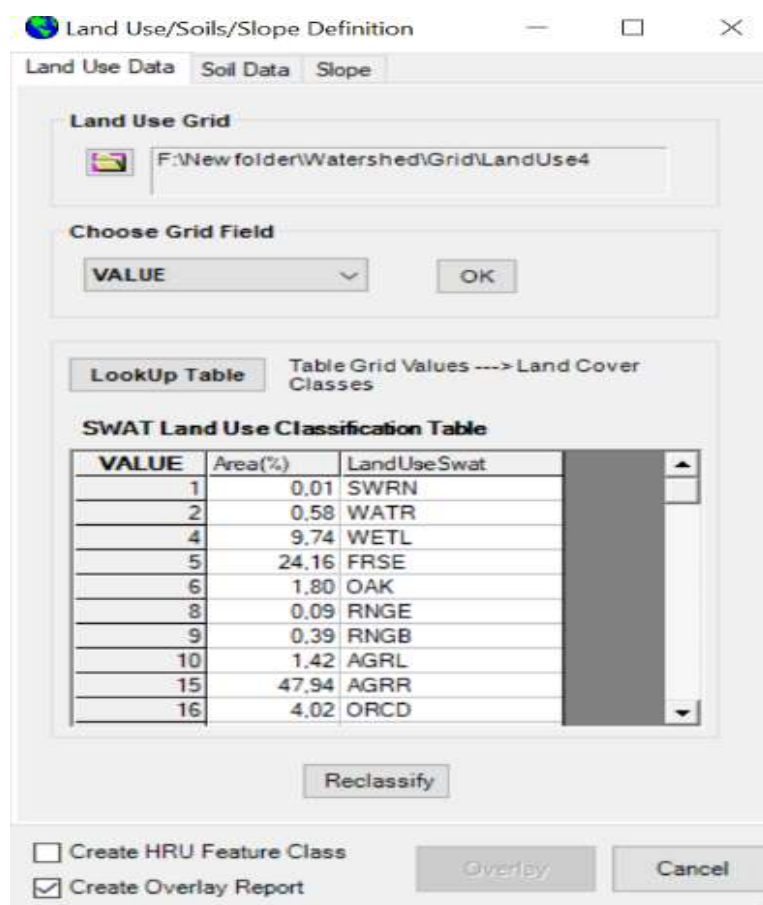 Land Use/Soils/Slope Definition
Land Use Data Soil Data Slope
Land Use Grid
F:\New folder\Watershed\Grid\LandUse4
Choose Grid Field
VALUE OK
LookUp Table Table Grid Values ---> Land Cover
Classes
SWAT Land Use Classification Table
VALUE Area(%) LandUseSwat
1 0,01 SWRN
2 0,58 WATR
4 9,74 WETL
5 24,16 FRSE
6 1,80 OAK
8 0,09 RNGE
9 0,39 RNGB
10 1,42 AGRL
15 47,94 AGRR
16 4,02 ORCD
Reclassify
Create HRU Feature Class
Overlay Cancel
Create Overlay Report